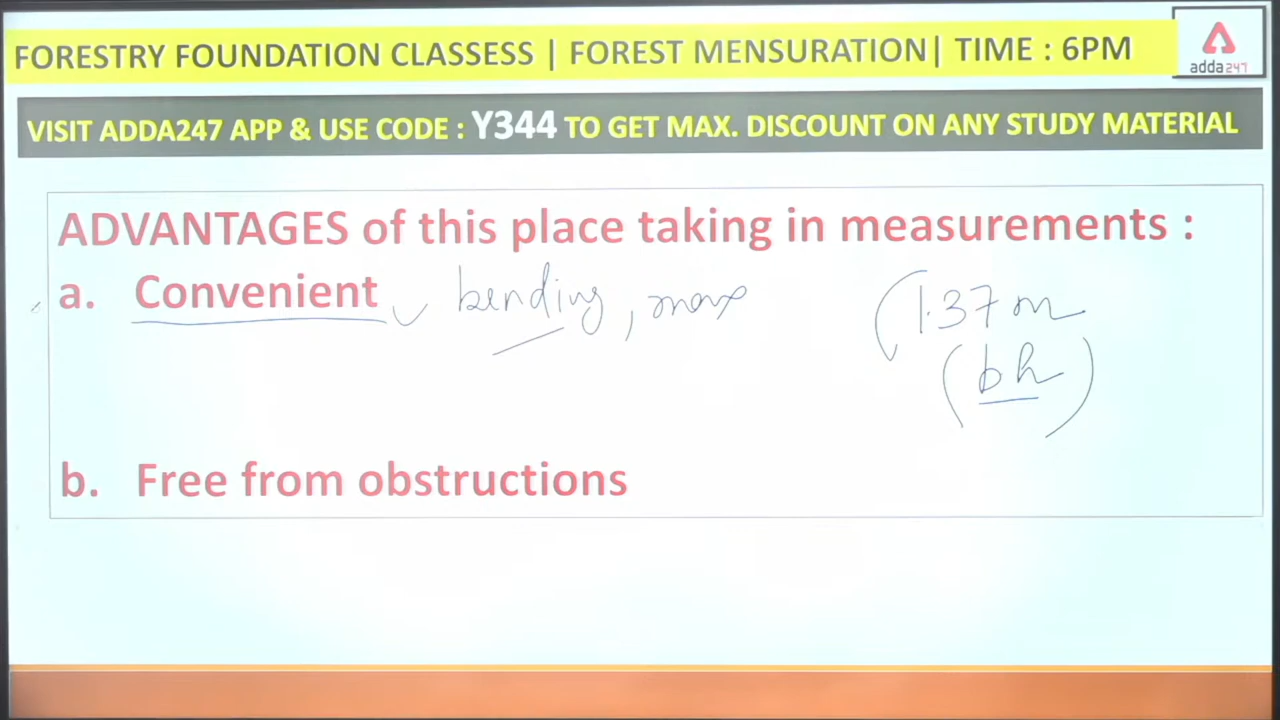 FORESTRY FOUNDATION CLASSESS | FOREST MENSURATION| TIME : 6PM
adda247
VISIT ADDA247 APP & USE CODE : Y344 TO GET MAX. DISCOUNT ON ANY STUDY MATERIAL
ADVANTAGES of this place taking in measurements :
a. Convenient bending,
1.37 m
(bh)
b. Free from obstructions